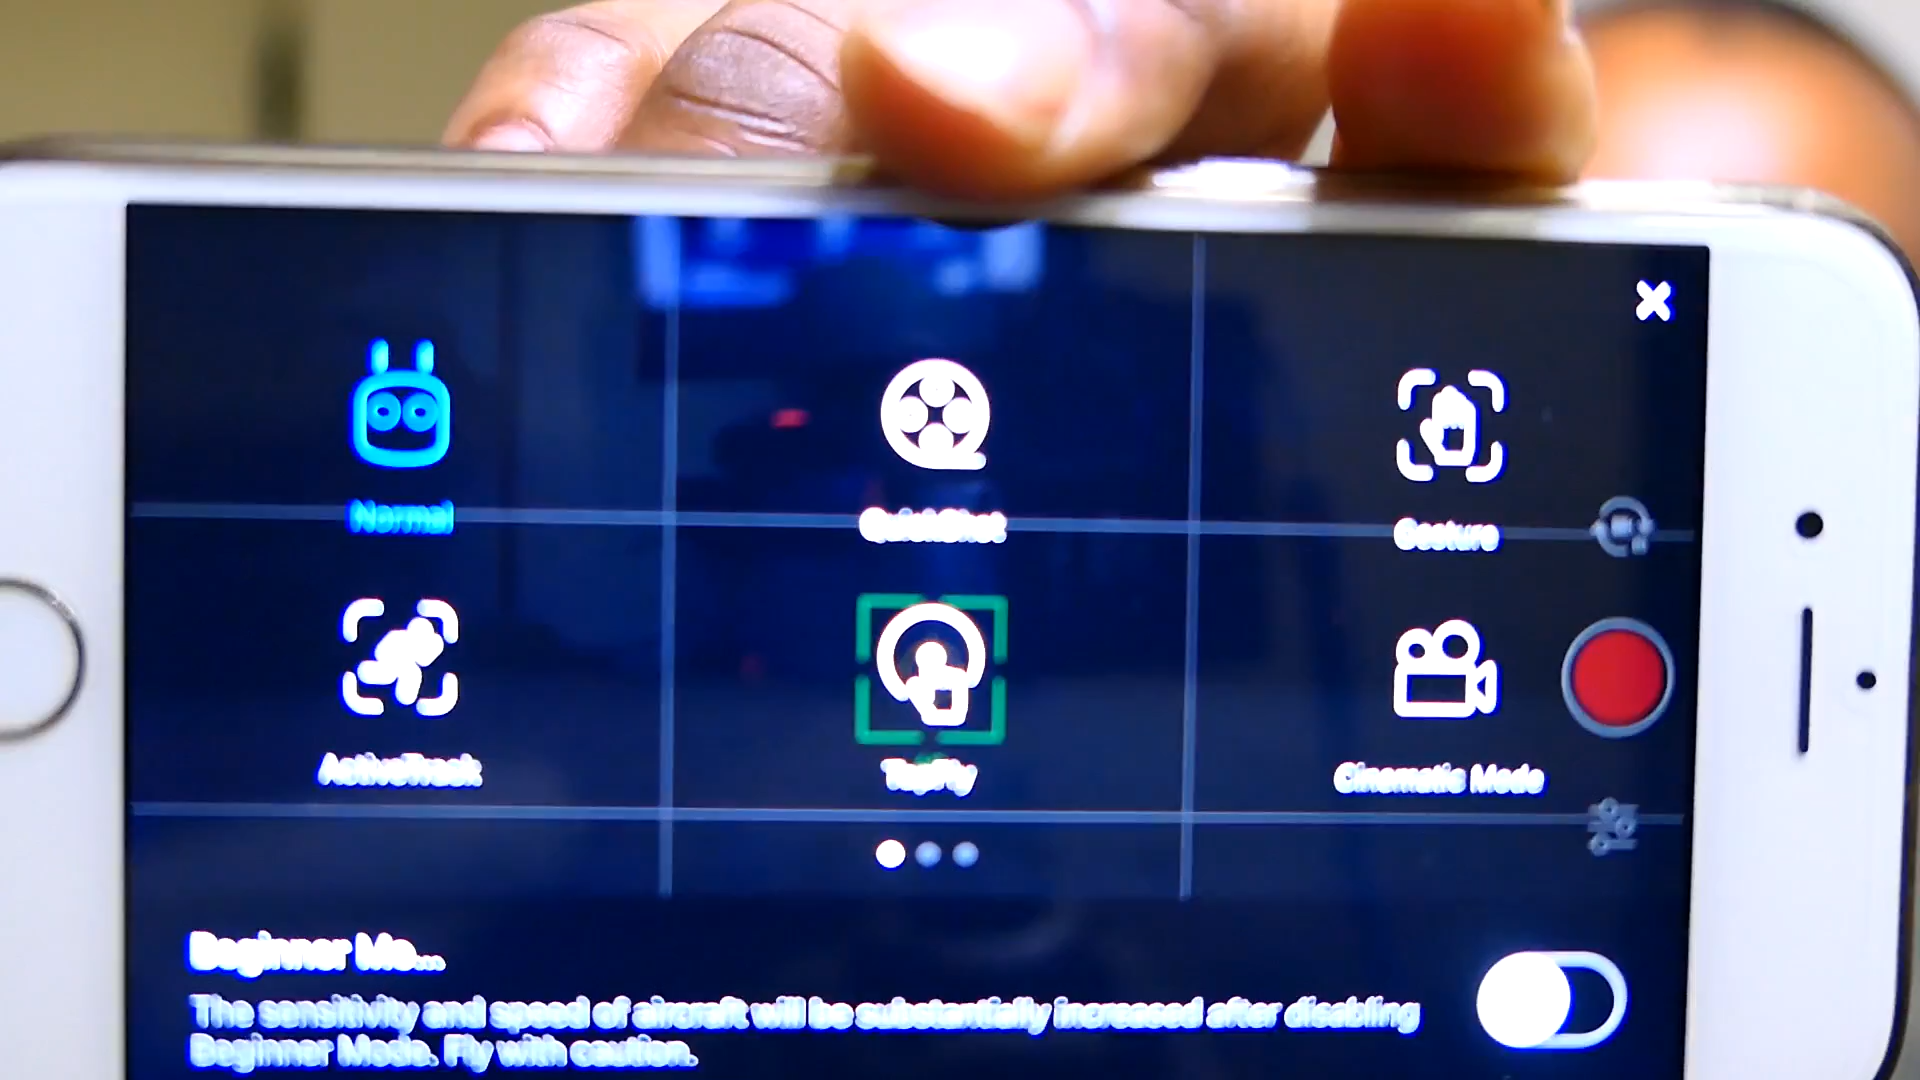 Normal
QuickShot
Gesture
ActiveTrack
TapFly
Cinematic Mode
Beginner Mo...
The sensitivity and speed of aircraft will be substantially increased after disabling
Beginner Mode. Fly with caution.